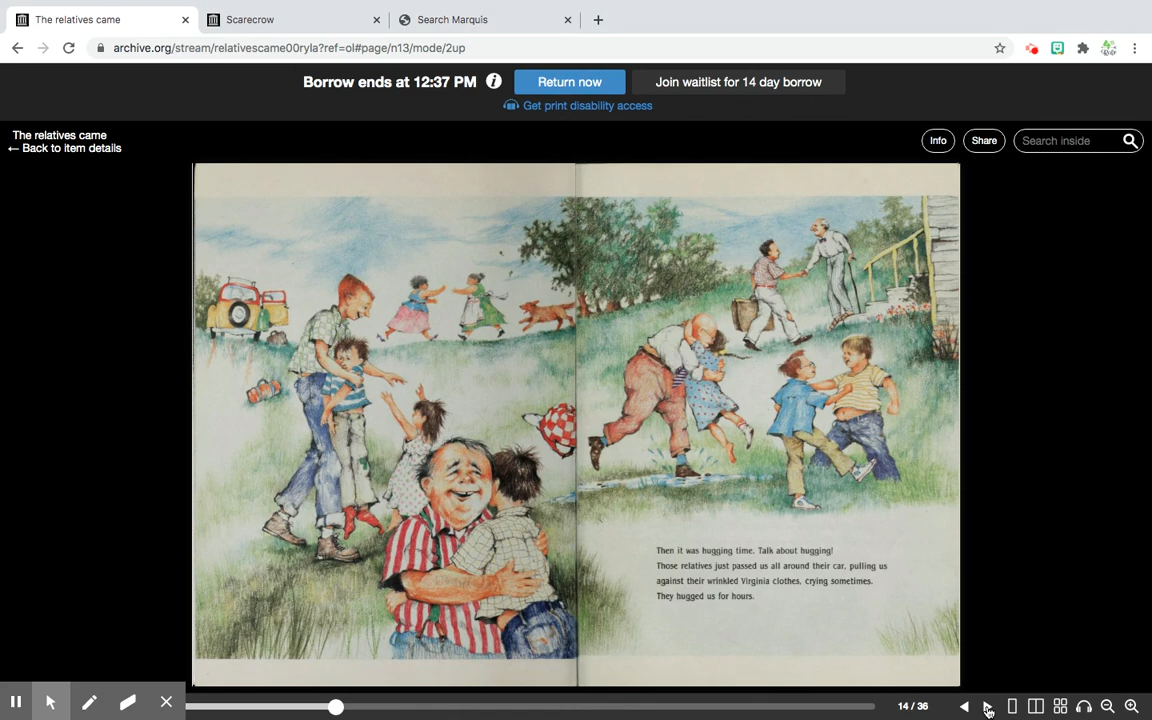 The relatives came
Scarecrow
Search Marquis
archive.org/stream/relativescame00ryla?ref=ol#page/n13/mode/2up
Borrow ends at 12:37 PM
Return now
Join waitlist for 14 day borrow
Get print disability access
The relatives came
← Back to item details
Info
Share
Search inside
Then it was hugging time. Talk about hugging!
Those relatives just passed us all around their car, pulling us
against their wrinkled Virginia clothes, crying sometimes.
They hugged us for hours.
14 / 36